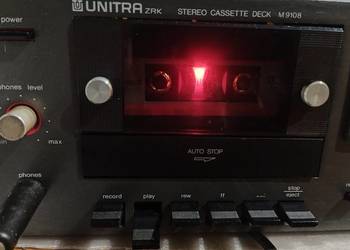 UNITRA ZRK STEREO CASSETTE DECK M 9108
power
phones level
min max
AUTO STOP
phones
record play rew ff stop
eject